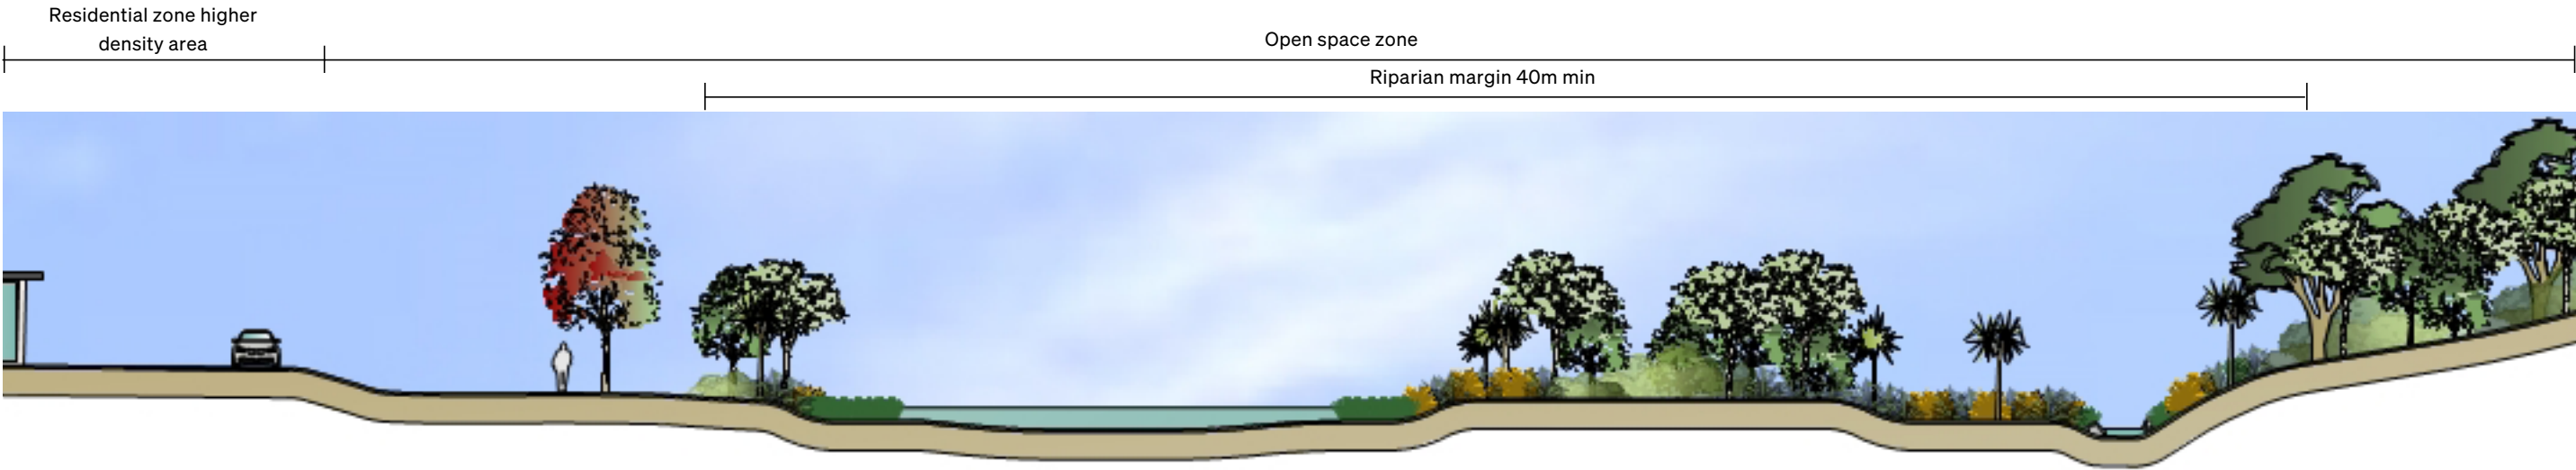 Residential zone higher
density area
Open space zone
Riparian margin 40m min